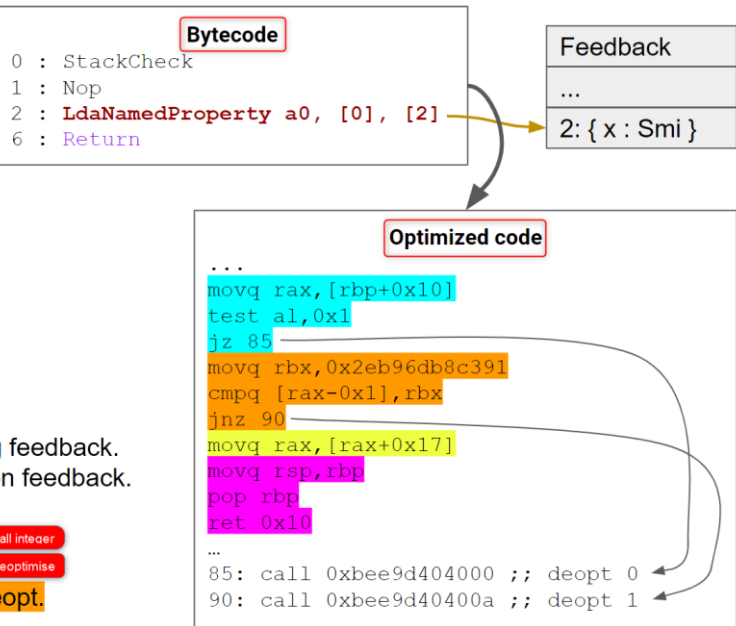 Bytecode
0 : StackCheck
1 : Nop
2 : LdaNamedProperty a0, [0], [2]
6 : Return
Feedback
...
2: { x : Smi }
Optimized code
...
movq rax,[rbp+0x10]
test al,0x1
jz 85
movq rbx,0x2eb96db8c391
cmpq [rax-0x1],rbx
jnz 90
movq rax,[rax+0x17]
movq rsp,rbp
pop rbp
ret 0x10
...
85: call 0xbee9d404000 ;; deopt 0
90: call 0xbee9d40400a ;; deopt 1
feedback.
n feedback.
all integer
eoptimise
eopt.